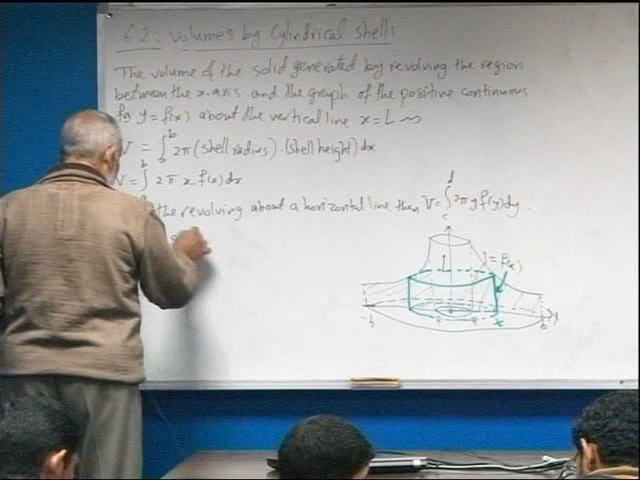 6.2: Volumes by Cylindrical shells
The volume of the solid generated by revolving the region
between the x-axis and the graph of the positive continuous
fn y = f(x) about the vertical line x = L
V = ∫ 2π (shell radius) . (shell height) dx
V = ∫ 2π x f(x) dx
the revolving about a horizontal line then V = ∫ 2π y f(y) dy.
d
c
= f(x)
-b
x